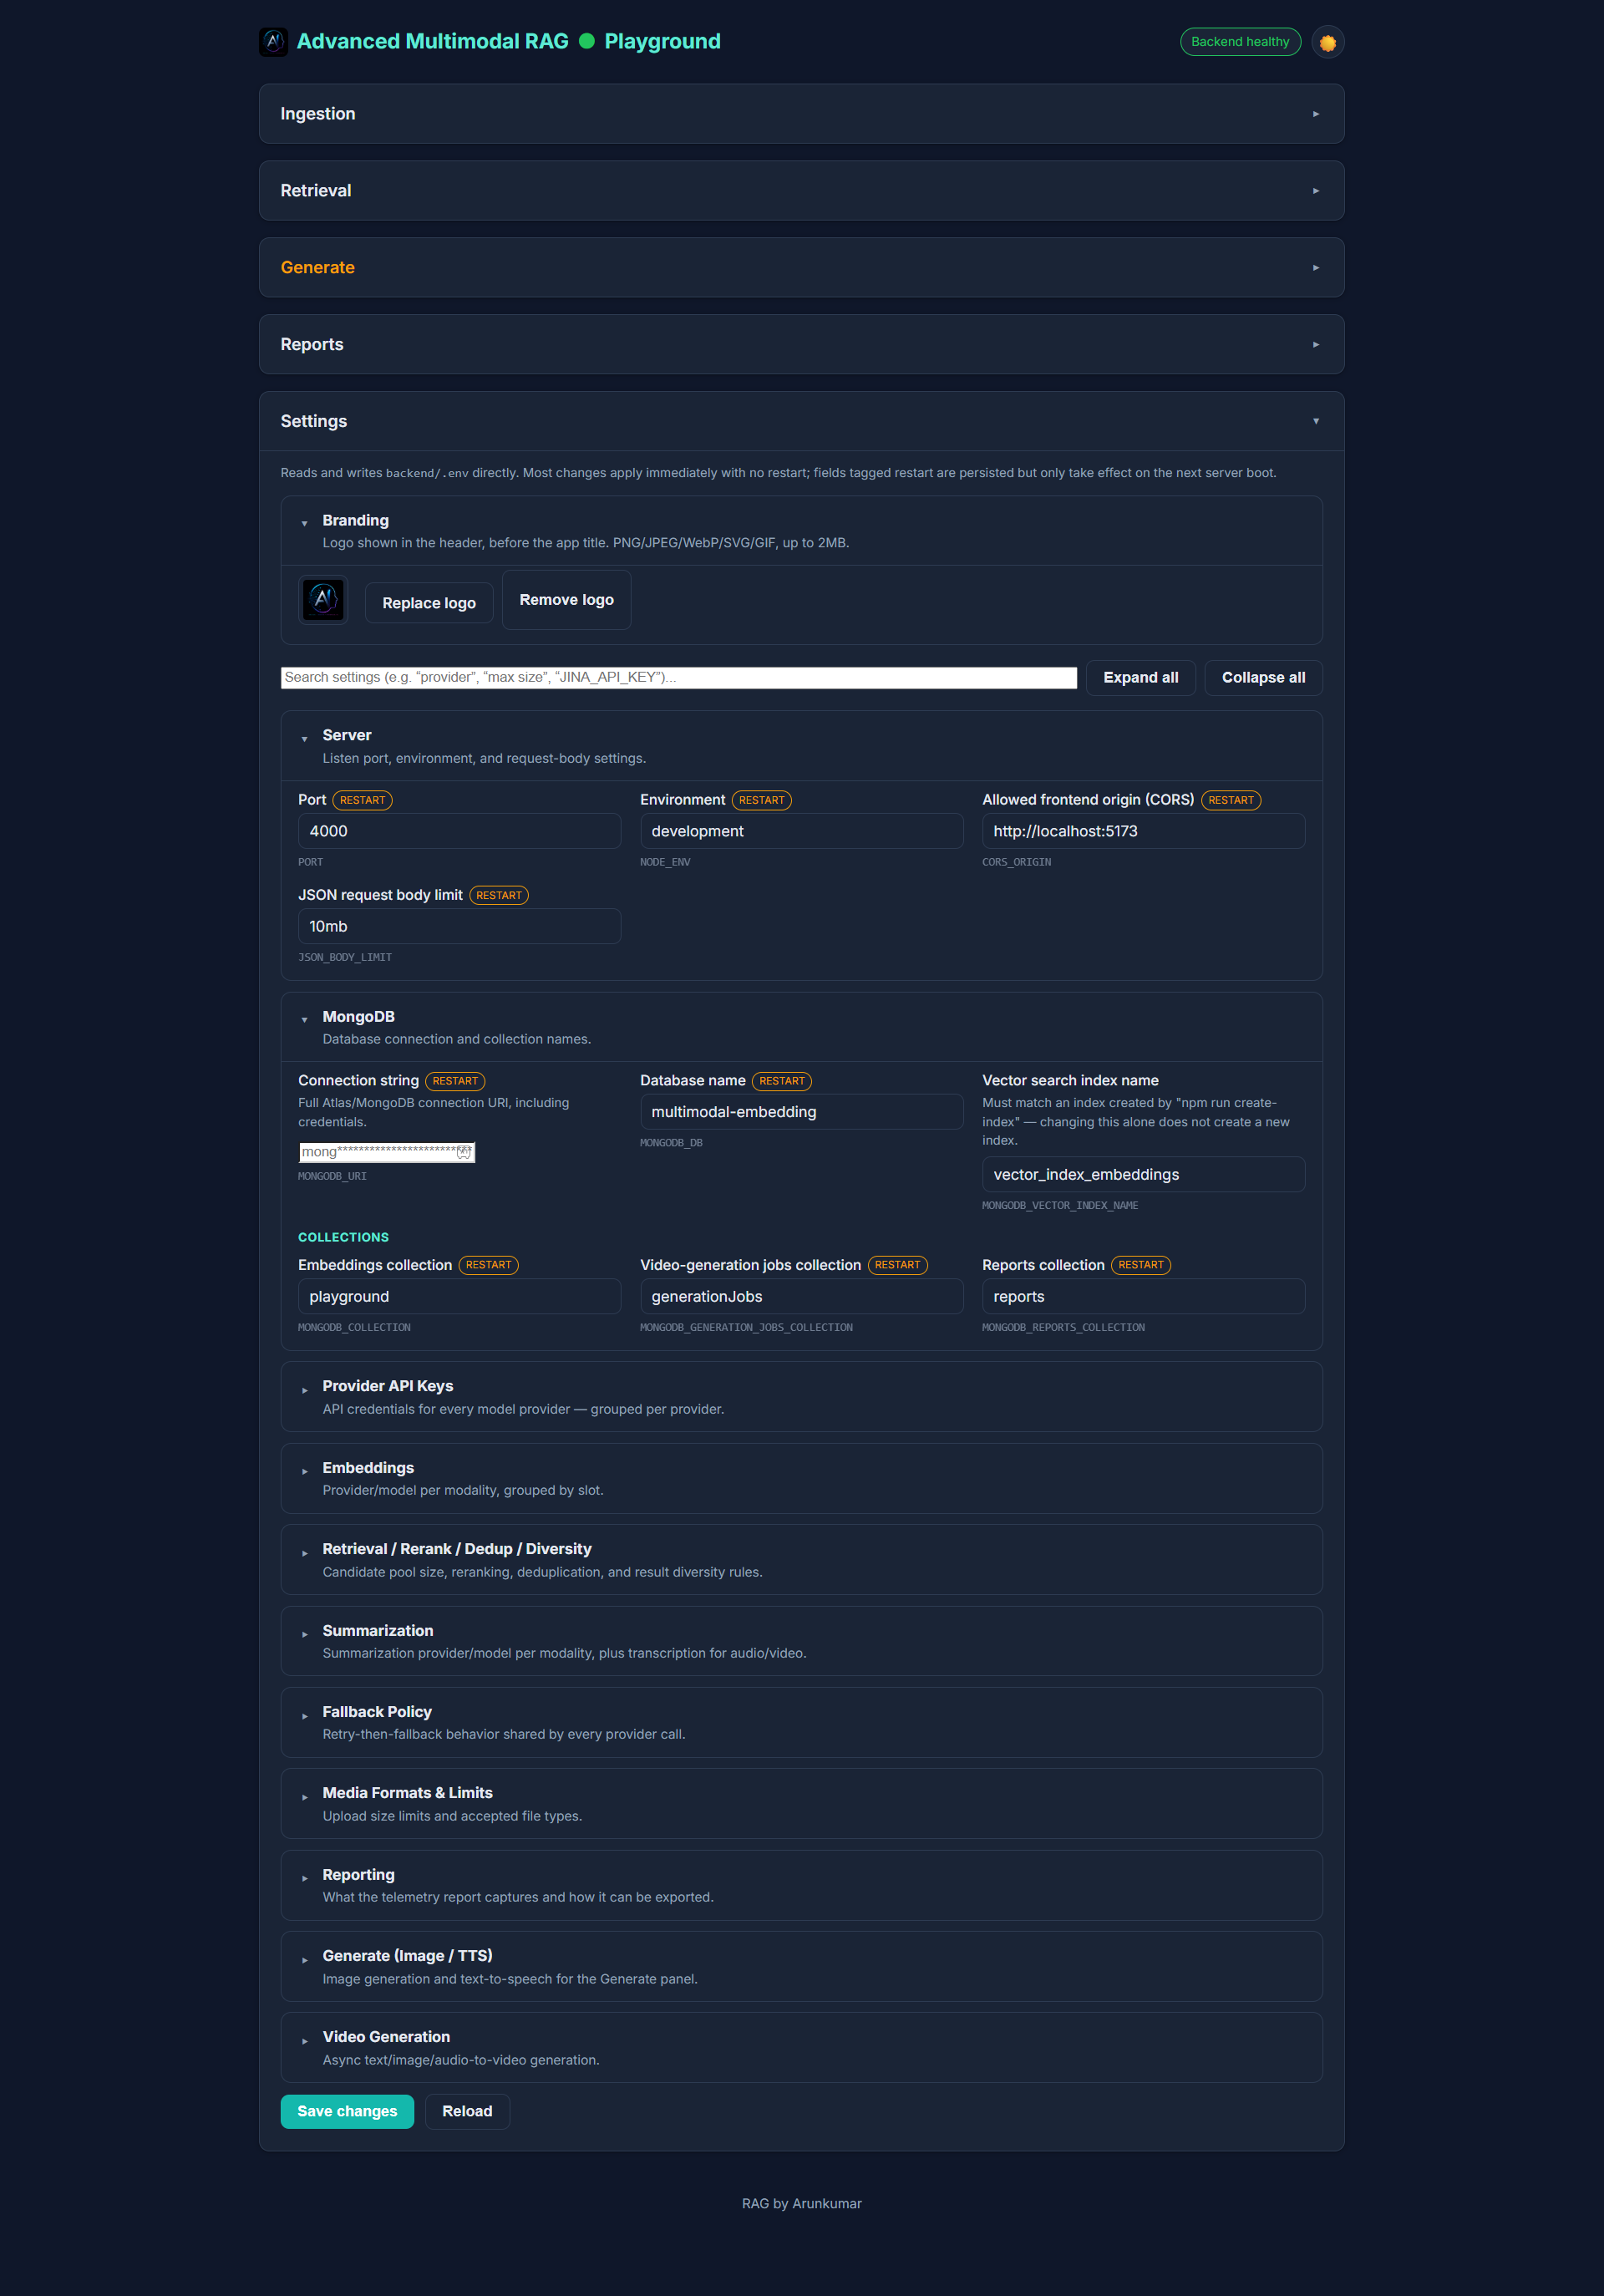 Advanced Multimodal RAG Playground
Backend healthy
Ingestion
Retrieval
Generate
Reports
Settings
Reads and writes backend/.env directly. Most changes apply immediately with no restart; fields tagged restart are persisted but only take effect on the next server boot.
Branding
Logo shown in the header, before the app title. PNG/JPEG/WebP/SVG/GIF, up to 2MB.
AI
Replace logo
Remove logo
Search settings (e.g. “provider”, “max size”, “JINA_API_KEY”)...
Expand all
Collapse all
Server
Listen port, environment, and request-body settings.
Port RESTART
4000
PORT
Environment RESTART
development
NODE_ENV
Allowed frontend origin (CORS) RESTART
http://localhost:5173
CORS_ORIGIN
JSON request body limit RESTART
10mb
JSON_BODY_LIMIT
MongoDB
Database connection and collection names.
Connection string RESTART
Full Atlas/MongoDB connection URI, including
credentials.
mong*************************
MONGODB_URI
Database name RESTART
multimodal-embedding
MONGODB_DB
Vector search index name
Must match an index created by "npm run create-
index" — changing this alone does not create a new
index.
vector_index_embeddings
MONGODB_VECTOR_INDEX_NAME
COLLECTIONS
Embeddings collection RESTART
playground
MONGODB_COLLECTION
Video-generation jobs collection RESTART
generationJobs
MONGODB_GENERATION_JOBS_COLLECTION
Reports collection RESTART
reports
MONGODB_REPORTS_COLLECTION
Provider API Keys
API credentials for every model provider — grouped per provider.
Embeddings
Provider/model per modality, grouped by slot.
Retrieval / Rerank / Dedup / Diversity
Candidate pool size, reranking, deduplication, and result diversity rules.
Summarization
Summarization provider/model per modality, plus transcription for audio/video.
Fallback Policy
Retry-then-fallback behavior shared by every provider call.
Media Formats & Limits
Upload size limits and accepted file types.
Reporting
What the telemetry report captures and how it can be exported.
Generate (Image / TTS)
Image generation and text-to-speech for the Generate panel.
Video Generation
Async text/image/audio-to-video generation.
Save changes
Reload
RAG by Arunkumar